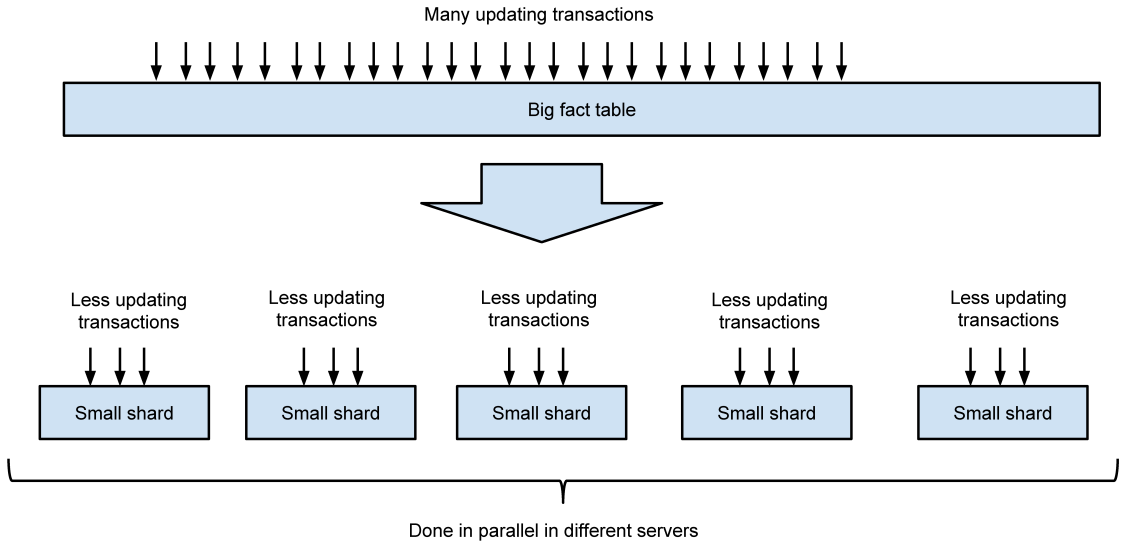 Many updating transactions
Big fact table
Less updating
transactions
Less updating
transactions
Less updating
transactions
Less updating
transactions
Less updating
transactions
Small shard
Small shard
Small shard
Small shard
Small shard
Done in parallel in different servers